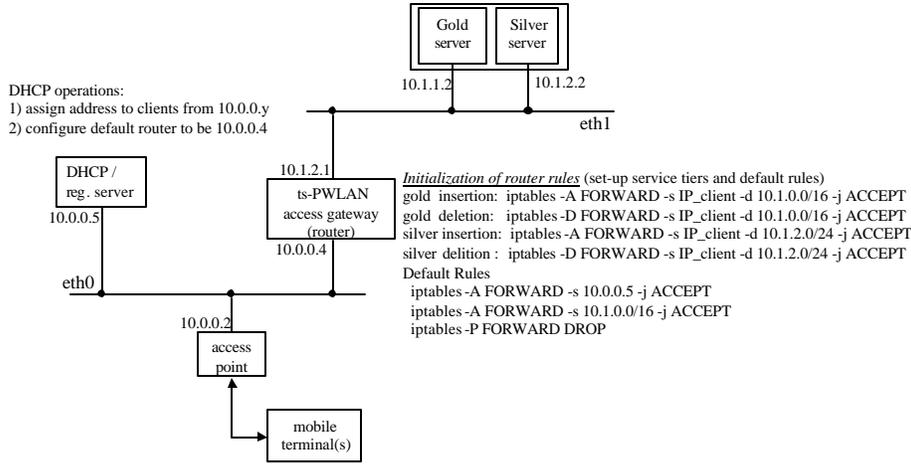 Gold
server
Silver
server
10.1.1.2
10.1.2.2
eth1
DHCP operations:
1) assign address to clients from 10.0.0.y
2) configure default router to be 10.0.0.4
DHCP /
reg. server
10.0.0.5
10.1.2.1
ts-PWLAN
access gateway
(router)
10.0.0.4
Initialization of router rules (set-up service tiers and default rules)
gold insertion: iptables -A FORWARD -s IP_client -d 10.1.0.0/16 -j ACCEPT
gold deletion: iptables -D FORWARD -s IP_client -d 10.1.0.0/16 -j ACCEPT
silver insertion: iptables -A FORWARD -s IP_client -d 10.1.2.0/24 -j ACCEPT
silver delition : iptables -D FORWARD -s IP_client -d 10.1.2.0/24 -j ACCEPT
Default Rules
iptables -A FORWARD -s 10.0.0.5 -j ACCEPT
iptables -A FORWARD -s 10.1.0.0/16 -j ACCEPT
iptables -P FORWARD DROP
eth0
10.0.0.2
access
point
mobile
terminal(s)